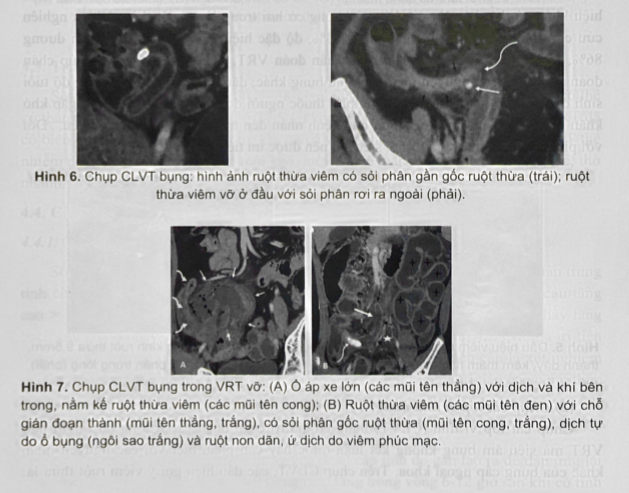 Hình 6. Chụp CLVT bụng: hình ảnh ruột thừa viêm có sỏi phân gần gốc ruột thừa (trái); ruột
thừa viêm vỡ ở đầu với sỏi phân rơi ra ngoài (phải).
A
B
Hình 7. Chụp CLVT bụng trong VRT vỡ: (A) Ổ áp xe lớn (các mũi tên thẳng) với dịch và khí bên
trong, nằm kế ruột thừa viêm (các mũi tên cong); (B) Ruột thừa viêm (các mũi tên đen) với chỗ
gián đoạn thành (mũi tên thẳng, trắng), có sỏi phân gốc ruột thừa (mũi tên cong, trắng), dịch tự
do ổ bụng (ngôi sao trắng) và ruột non dãn, ứ dịch do viêm phúc mạc.